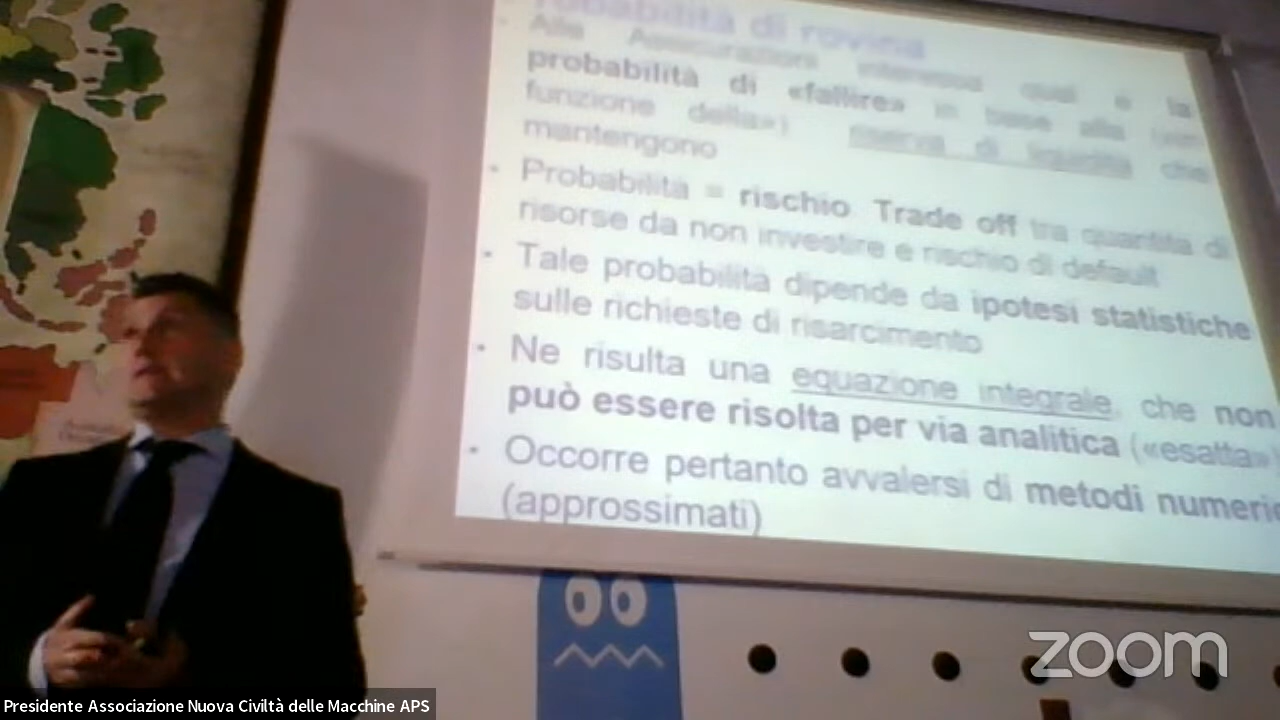 Probabilità di rovina
• Alle Assicurazioni interessa qual è la
probabilità di «fallire» in base alla (»in
funzione della») riserva di liquidità che
mantengono
• Probabilità = rischio Trade off tra quantità di
risorse da non investire e rischio di default
• Tale probabilità dipende da ipotesi statistiche
sulle richieste di risarcimento
• Ne risulta una equazione integrale, che non
può essere risolta per via analitica («esatta»)
• Occorre pertanto avvalersi di metodi numeric
(approssimati)
zoom
Presidente Associazione Nuova Civiltà delle Macchine APS